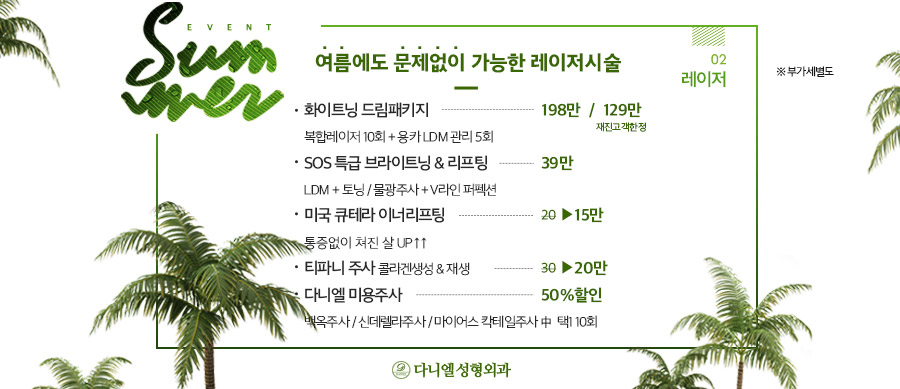 EVENT
Summer
여름에도 문제없이 가능한 레이저시술
02
레이저
※ 부가세별도
· 화이트닝 드림패키지 198만 / 129만
재진고객한정
복합레이저 10회 + 용카 LDM 관리 5회
· SOS 특급 브라이트닝 & 리프팅 39만
LDM + 토닝 / 물광주사 + V라인 퍼펙션
· 미국 큐테라 이너리프팅 20 ▶15만
통증없이 쳐진 살 UP↑↑
· 티파니 주사 콜라겐생성 & 재생 30 ▶20만
· 다니엘 미용주사 50%할인
백옥주사 / 신데렐라주사 / 마이어스 칵테일주사 中 택1 10회
다니엘성형외과